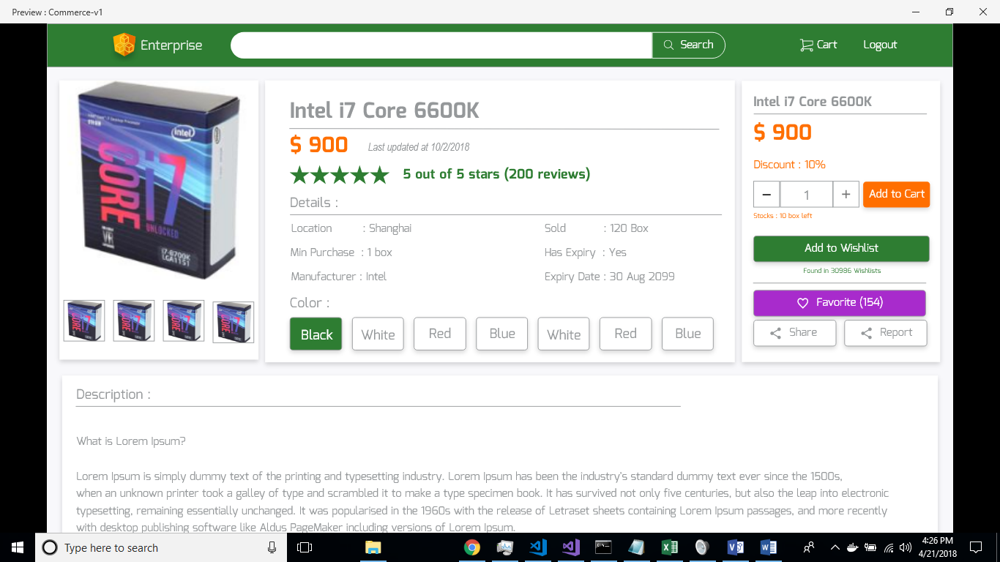 Preview : Commerce-v1
Enterprise
Search
Cart
Logout
intel
CORE i7
UNLOCKED
i7-8700K
LGA1151
Intel i7 Core 6600K
$ 900 Last updated at 10/2/2018
5 out of 5 stars (200 reviews)
Details :
Location : Shanghai Sold : 120 Box
Min Purchase : 1 box Has Expiry : Yes
Manufacturer : Intel Expiry Date : 30 Aug 2099
Color :
Black White Red Blue White Red Blue
Intel i7 Core 6600K
$ 900
Discount : 10%
1 Add to Cart
Stocks : 10 box left
Add to Wishlist
Found in 30986 Wishlists
Favorite (154)
Share Report
Description :
What is Lorem Ipsum?
Lorem Ipsum is simply dummy text of the printing and typesetting industry. Lorem Ipsum has been the industry's standard dummy text ever since the 1500s,
when an unknown printer took a galley of type and scrambled it to make a type specimen book. It has survived not only five centuries, but also the leap into electronic
typesetting, remaining essentially unchanged. It was popularised in the 1960s with the release of Letraset sheets containing Lorem Ipsum passages, and more recently
with desktop publishing software like Aldus PageMaker including versions of Lorem Ipsum.
Type here to search
4:26 PM
4/21/2018